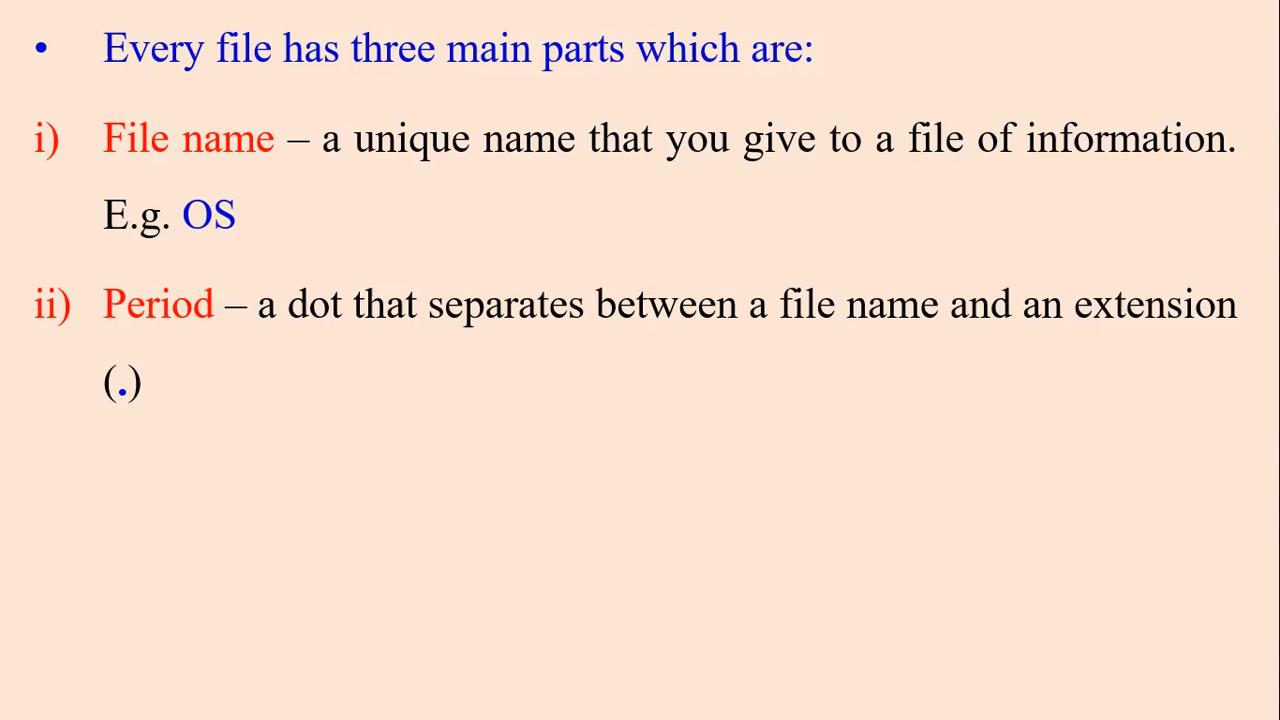 • Every file has three main parts which are:
i) File name – a unique name that you give to a file of information.
E.g. OS
ii) Period – a dot that separates between a file name and an extension
(.)